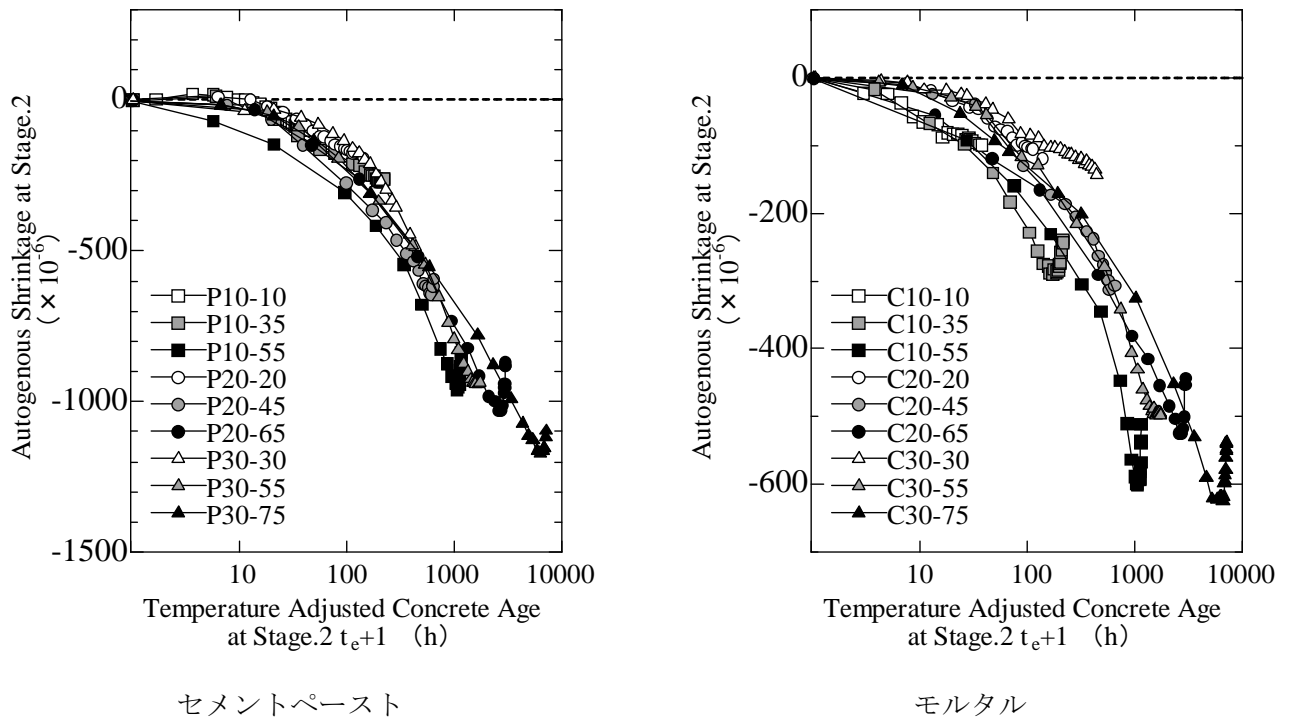 Autogenous Shrinkage at Stage.2
(×10-6)
0
-500
-1000
-1500
P10-10
P10-35
P10-55
P20-20
P20-45
P20-65
P30-30
P30-55
P30-75
10
100
1000
10000
Temperature Adjusted Concrete Age
at Stage.2 te+1 (h)
セメントペースト
Autogenous Shrinkage at Stage.2
(×10-6)
0
-200
-400
-600
C10-10
C10-35
C10-55
C20-20
C20-45
C20-65
C30-30
C30-55
C30-75
10
100
1000
10000
Temperature Adjusted Concrete Age
at Stage.2 te+1 (h)
モルタル